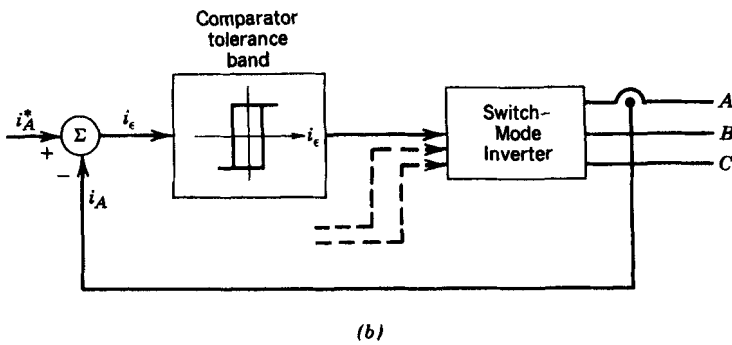 Comparator
tolerance
band
i*A
+
Σ
iϵ
iϵ
−
iA
Switch-
Mode
Inverter
A
B
C
(b)